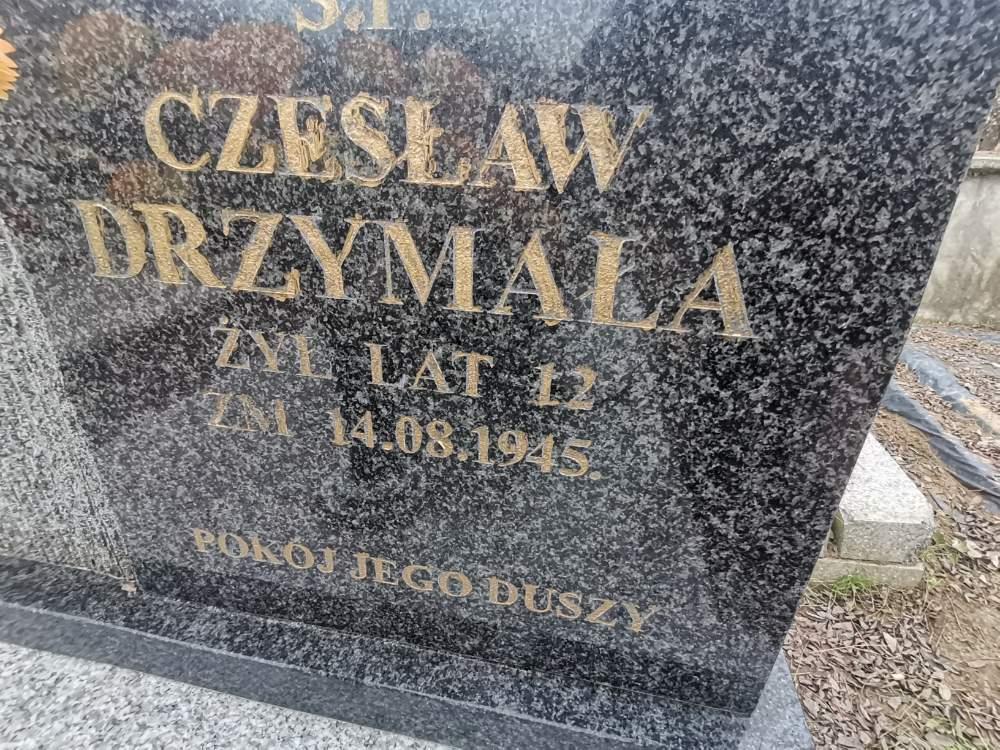 Ś.P.
CZESŁAW
DRZYMAŁA
ŻYŁ LAT 12
ZM 14.08.1945.
POKÓJ JEGO DUSZY